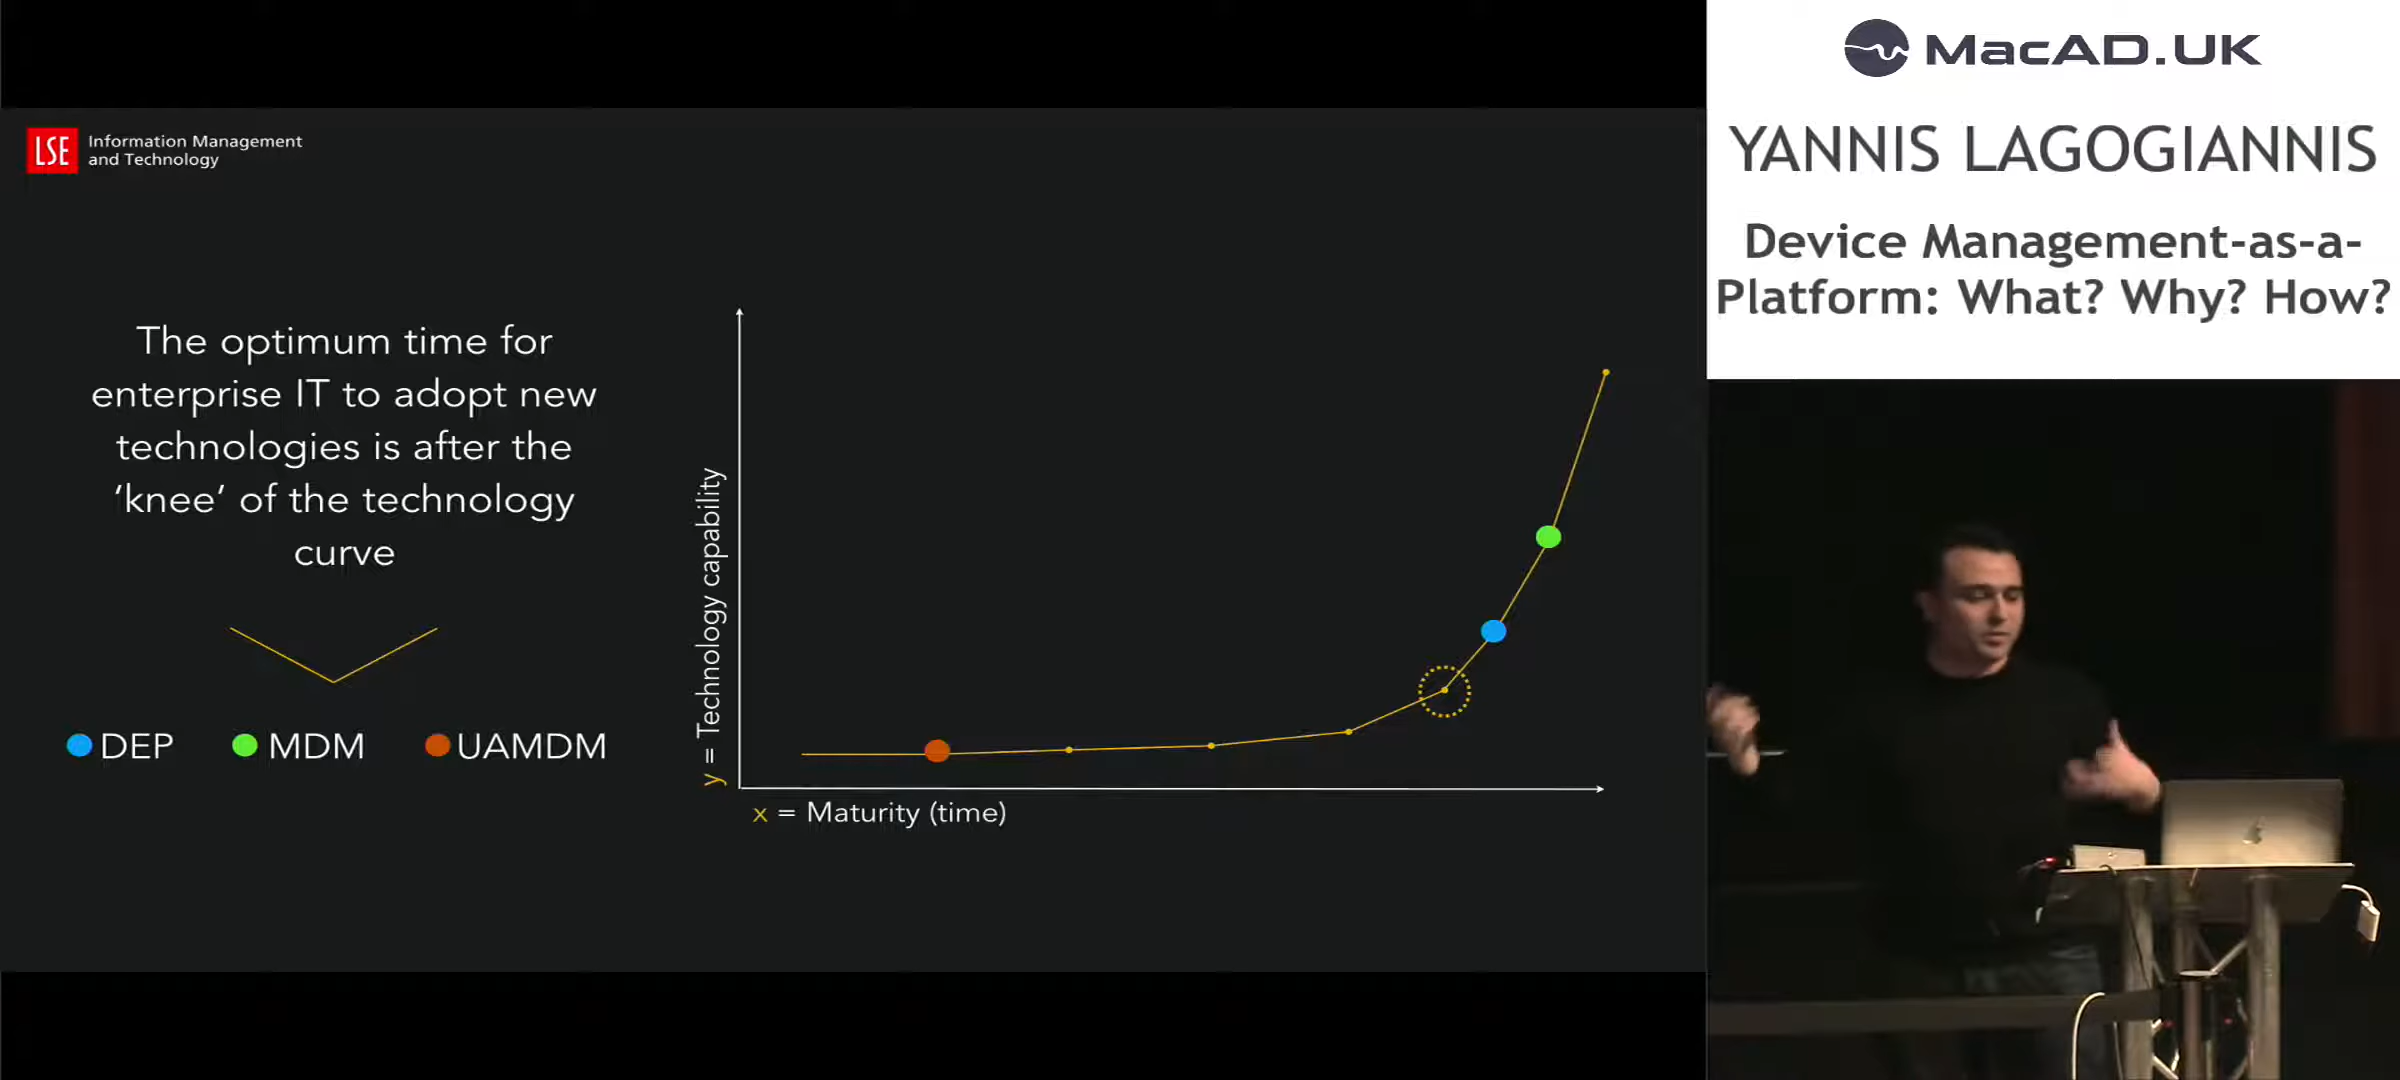 LSE
Information Management
and Technology
The optimum time for
enterprise IT to adopt new
technologies is after the
‘knee’ of the technology
curve
DEP
MDM
UAMDM
y = Technology capability
x = Maturity (time)
MacAD.UK
YANNIS LAGOGIANNIS
Device Management-as-a-
Platform: What? Why? How?